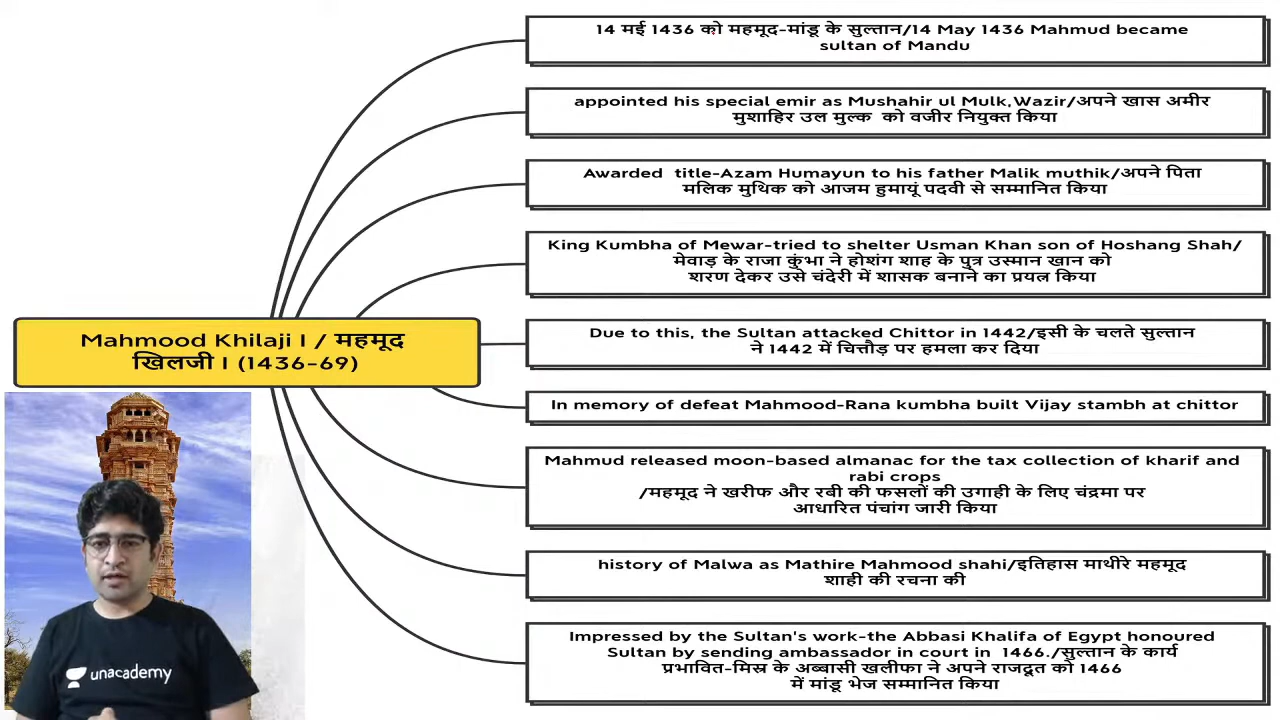 14 मई 1436 को महमूद-मांडू के सुल्तान/14 May 1436 Mahmud became
sultan of Mandu
appointed his special emir as Mushahir ul Mulk,Wazir/अपने खास अमीर
मुशाहिर उल मुल्क को वजीर नियुक्त किया
Awarded title-Azam Humayun to his father Malik muthik/अपने पिता
मलिक मुथिक को आजम हुमायूं पदवी से सम्मानित किया
King Kumbha of Mewar-tried to shelter Usman Khan son of Hoshang Shah/
मेवाड़ के राजा कुंभा ने होशंग शाह के पुत्र उस्मान खान को
शरण देकर उसे चंदेरी में शासक बनाने का प्रयत्न किया
Mahmood Khilaji I / महमूद
खिलजी I (1436-69)
Due to this, the Sultan attacked Chittor in 1442/इसी के चलते सुल्तान
ने 1442 में चित्तौड़ पर हमला कर दिया
In memory of defeat Mahmood-Rana kumbha built Vijay stambh at chittor
Mahmud released moon-based almanac for the tax collection of kharif and
rabi crops
/महमूद ने खरीफ और रबी की फसलों की उगाही के लिए चंद्रमा पर
आधारित पंचांग जारी किया
history of Malwa as Mathire Mahmood shahi/इतिहास माथीरे महमूद
शाही की रचना की
Impressed by the Sultan's work-the Abbasi Khalifa of Egypt honoured
Sultan by sending ambassador in court in 1466./सुल्तान के कार्य
प्रभावित-मिस्र के अब्बासी खलीफा ने अपने राजदूत को 1466
में मांडू भेज सम्मानित किया
unacademy